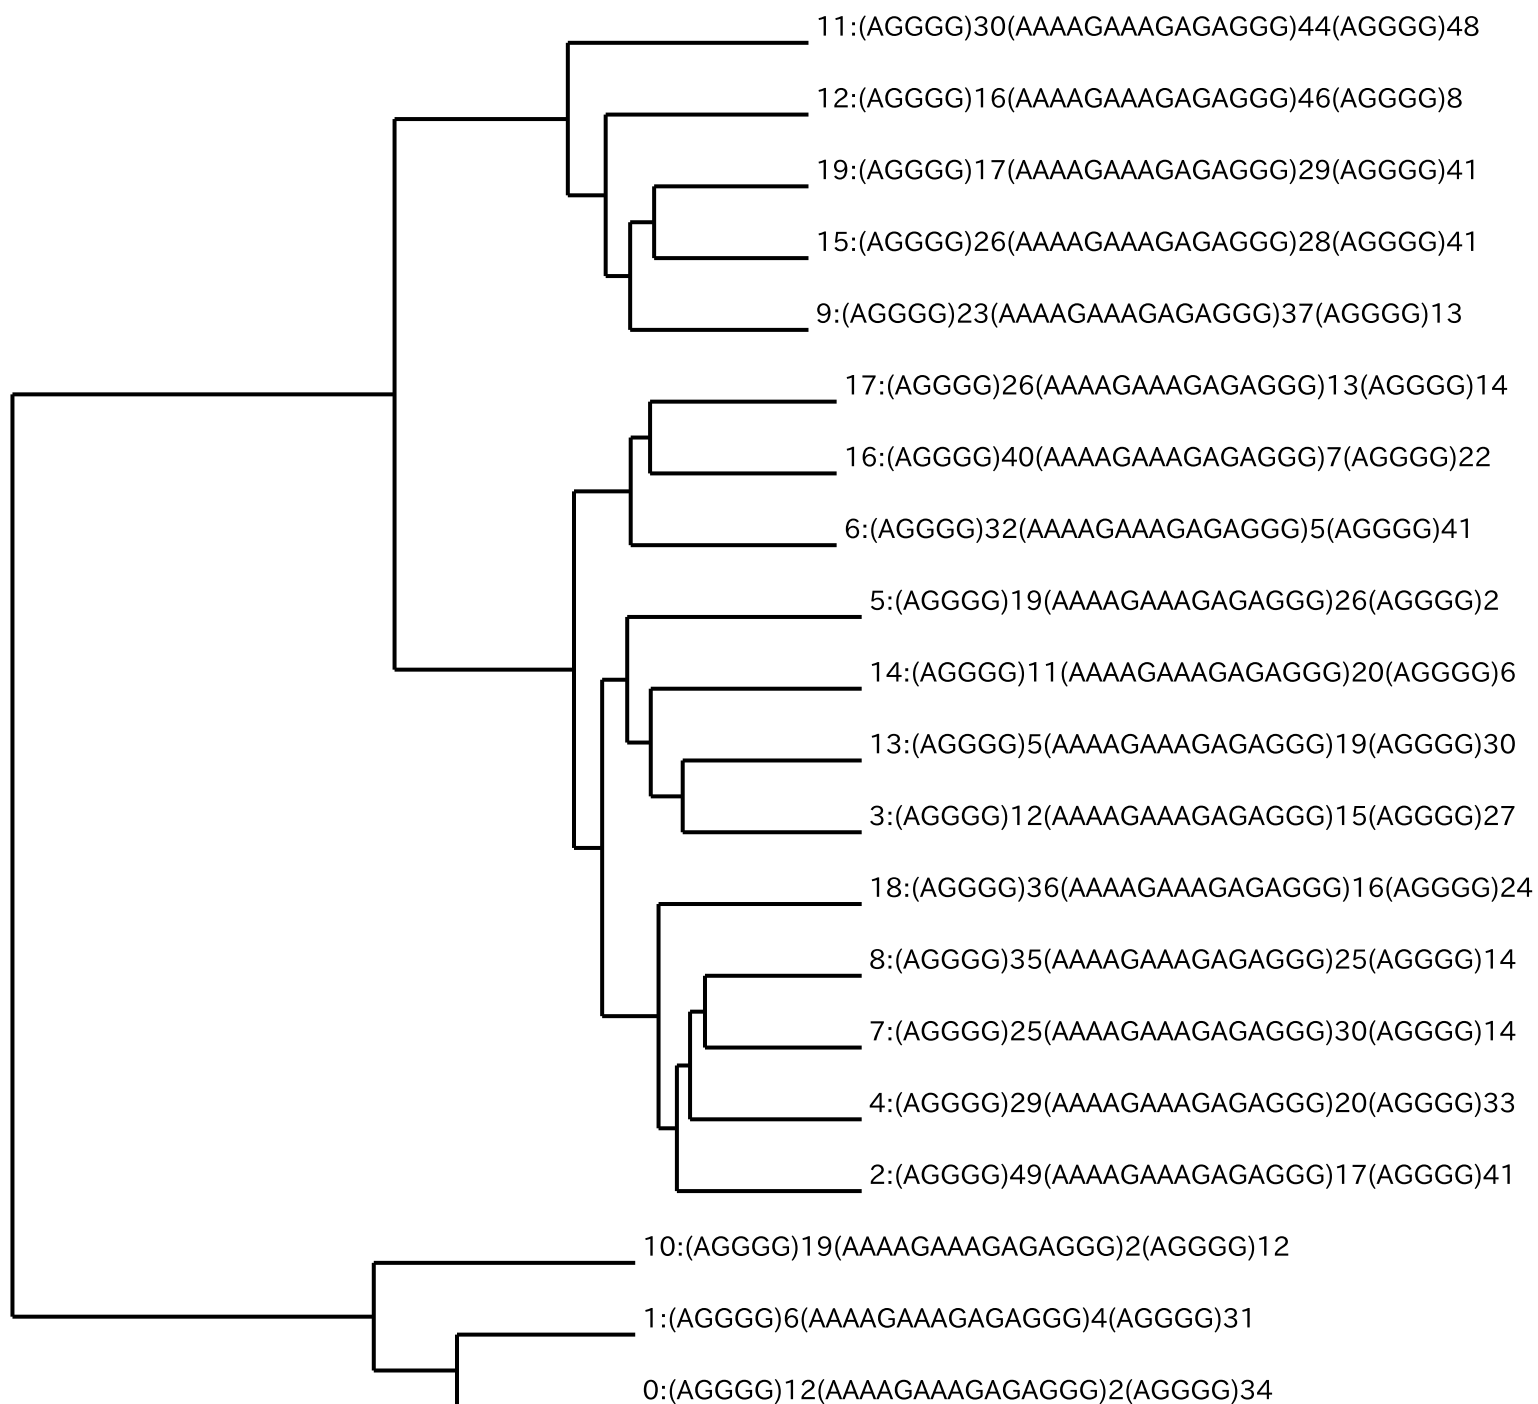 11:(AGGGG)30(AAAAGAAAGAGAGGG)44(AGGGG)48
12:(AGGGG)16(AAAAGAAAGAGAGGG)46(AGGGG)8
19:(AGGGG)17(AAAAGAAAGAGAGGG)29(AGGGG)41
15:(AGGGG)26(AAAAGAAAGAGAGGG)28(AGGGG)41
9:(AGGGG)23(AAAAGAAAGAGAGGG)37(AGGGG)13
17:(AGGGG)26(AAAAGAAAGAGAGGG)13(AGGGG)14
16:(AGGGG)40(AAAAGAAAGAGAGGG)7(AGGGG)22
6:(AGGGG)32(AAAAGAAAGAGAGGG)5(AGGGG)41
5:(AGGGG)19(AAAAGAAAGAGAGGG)26(AGGGG)2
14:(AGGGG)11(AAAAGAAAGAGAGGG)20(AGGGG)6
13:(AGGGG)5(AAAAGAAAGAGAGGG)19(AGGGG)30
3:(AGGGG)12(AAAAGAAAGAGAGGG)15(AGGGG)27
18:(AGGGG)36(AAAAGAAAGAGAGGG)16(AGGGG)24
8:(AGGGG)35(AAAAGAAAGAGAGGG)25(AGGGG)14
7:(AGGGG)25(AAAAGAAAGAGAGGG)30(AGGGG)14
4:(AGGGG)29(AAAAGAAAGAGAGGG)20(AGGGG)33
2:(AGGGG)49(AAAAGAAAGAGAGGG)17(AGGGG)41
10:(AGGGG)19(AAAAGAAAGAGAGGG)2(AGGGG)12
1:(AGGGG)6(AAAAGAAAGAGAGGG)4(AGGGG)31
0:(AGGGG)12(AAAAGAAAGAGAGGG)2(AGGGG)34